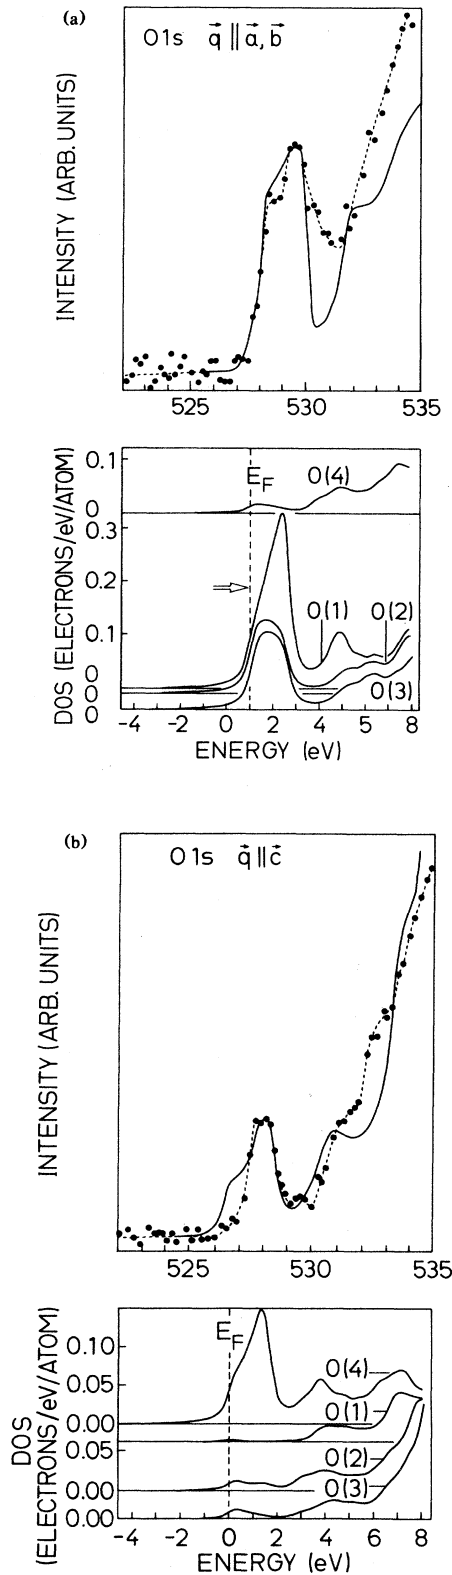 (a)
O1s q⃗ || a⃗, b⃗
INTENSITY (ARB. UNITS)
525 530 535
DOS (ELECTRONS/eV/ATOM)
0.1
0
0.3
0.2
0.1
0
0
0
E_F
O(4)
O(1)
O(2)
O(3)
-4 -2 0 2 4 6 8
ENERGY (eV)
(b)
O1s q⃗ || c⃗
INTENSITY (ARB. UNITS)
525 530 535
DOS
(ELECTRONS/eV/ATOM)
0.10
0.05
0.00
0.05
0.00
0.00
E_F
O(4)
O(1)
O(2)
O(3)
-4 -2 0 2 4 6 8
ENERGY (eV)